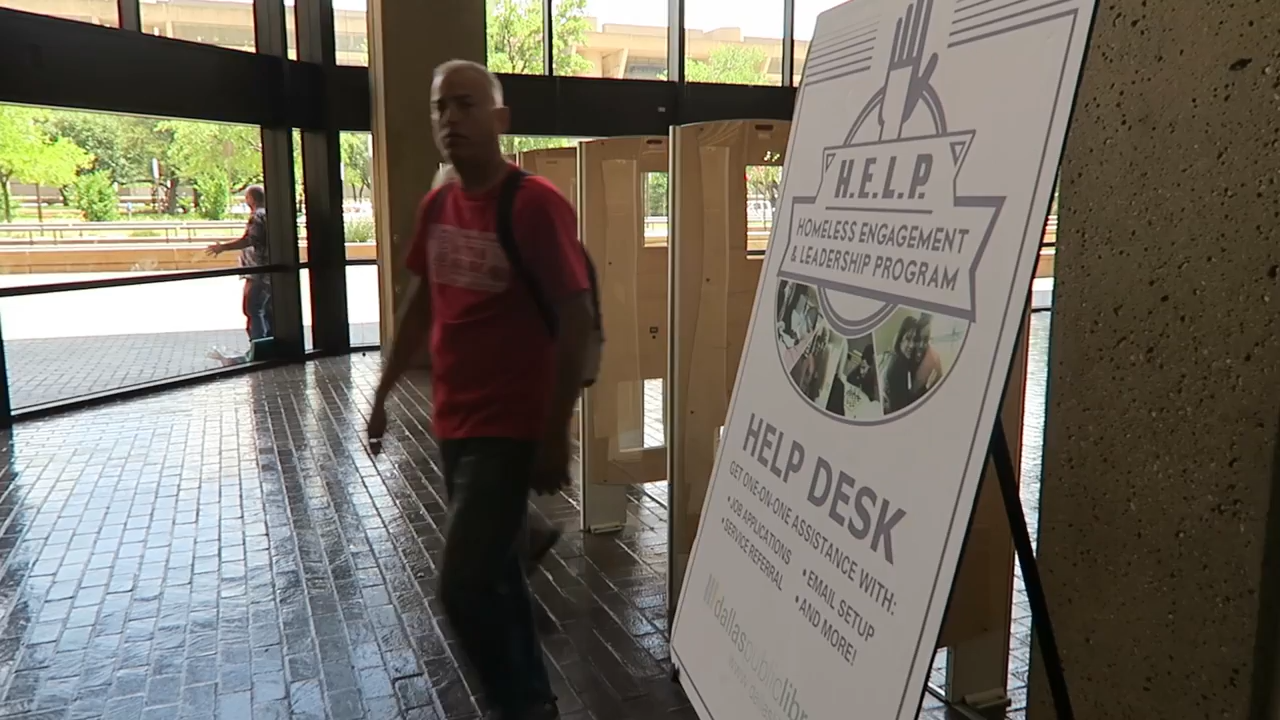 H.E.L.P.
HOMELESS ENGAGEMENT
& LEADERSHIP PROGRAM
HELP DESK
GET ONE-ON-ONE ASSISTANCE WITH:
• JOB APPLICATIONS
• SERVICE REFERRAL
• EMAIL SETUP
• AND MORE!
dallaspubliclibr